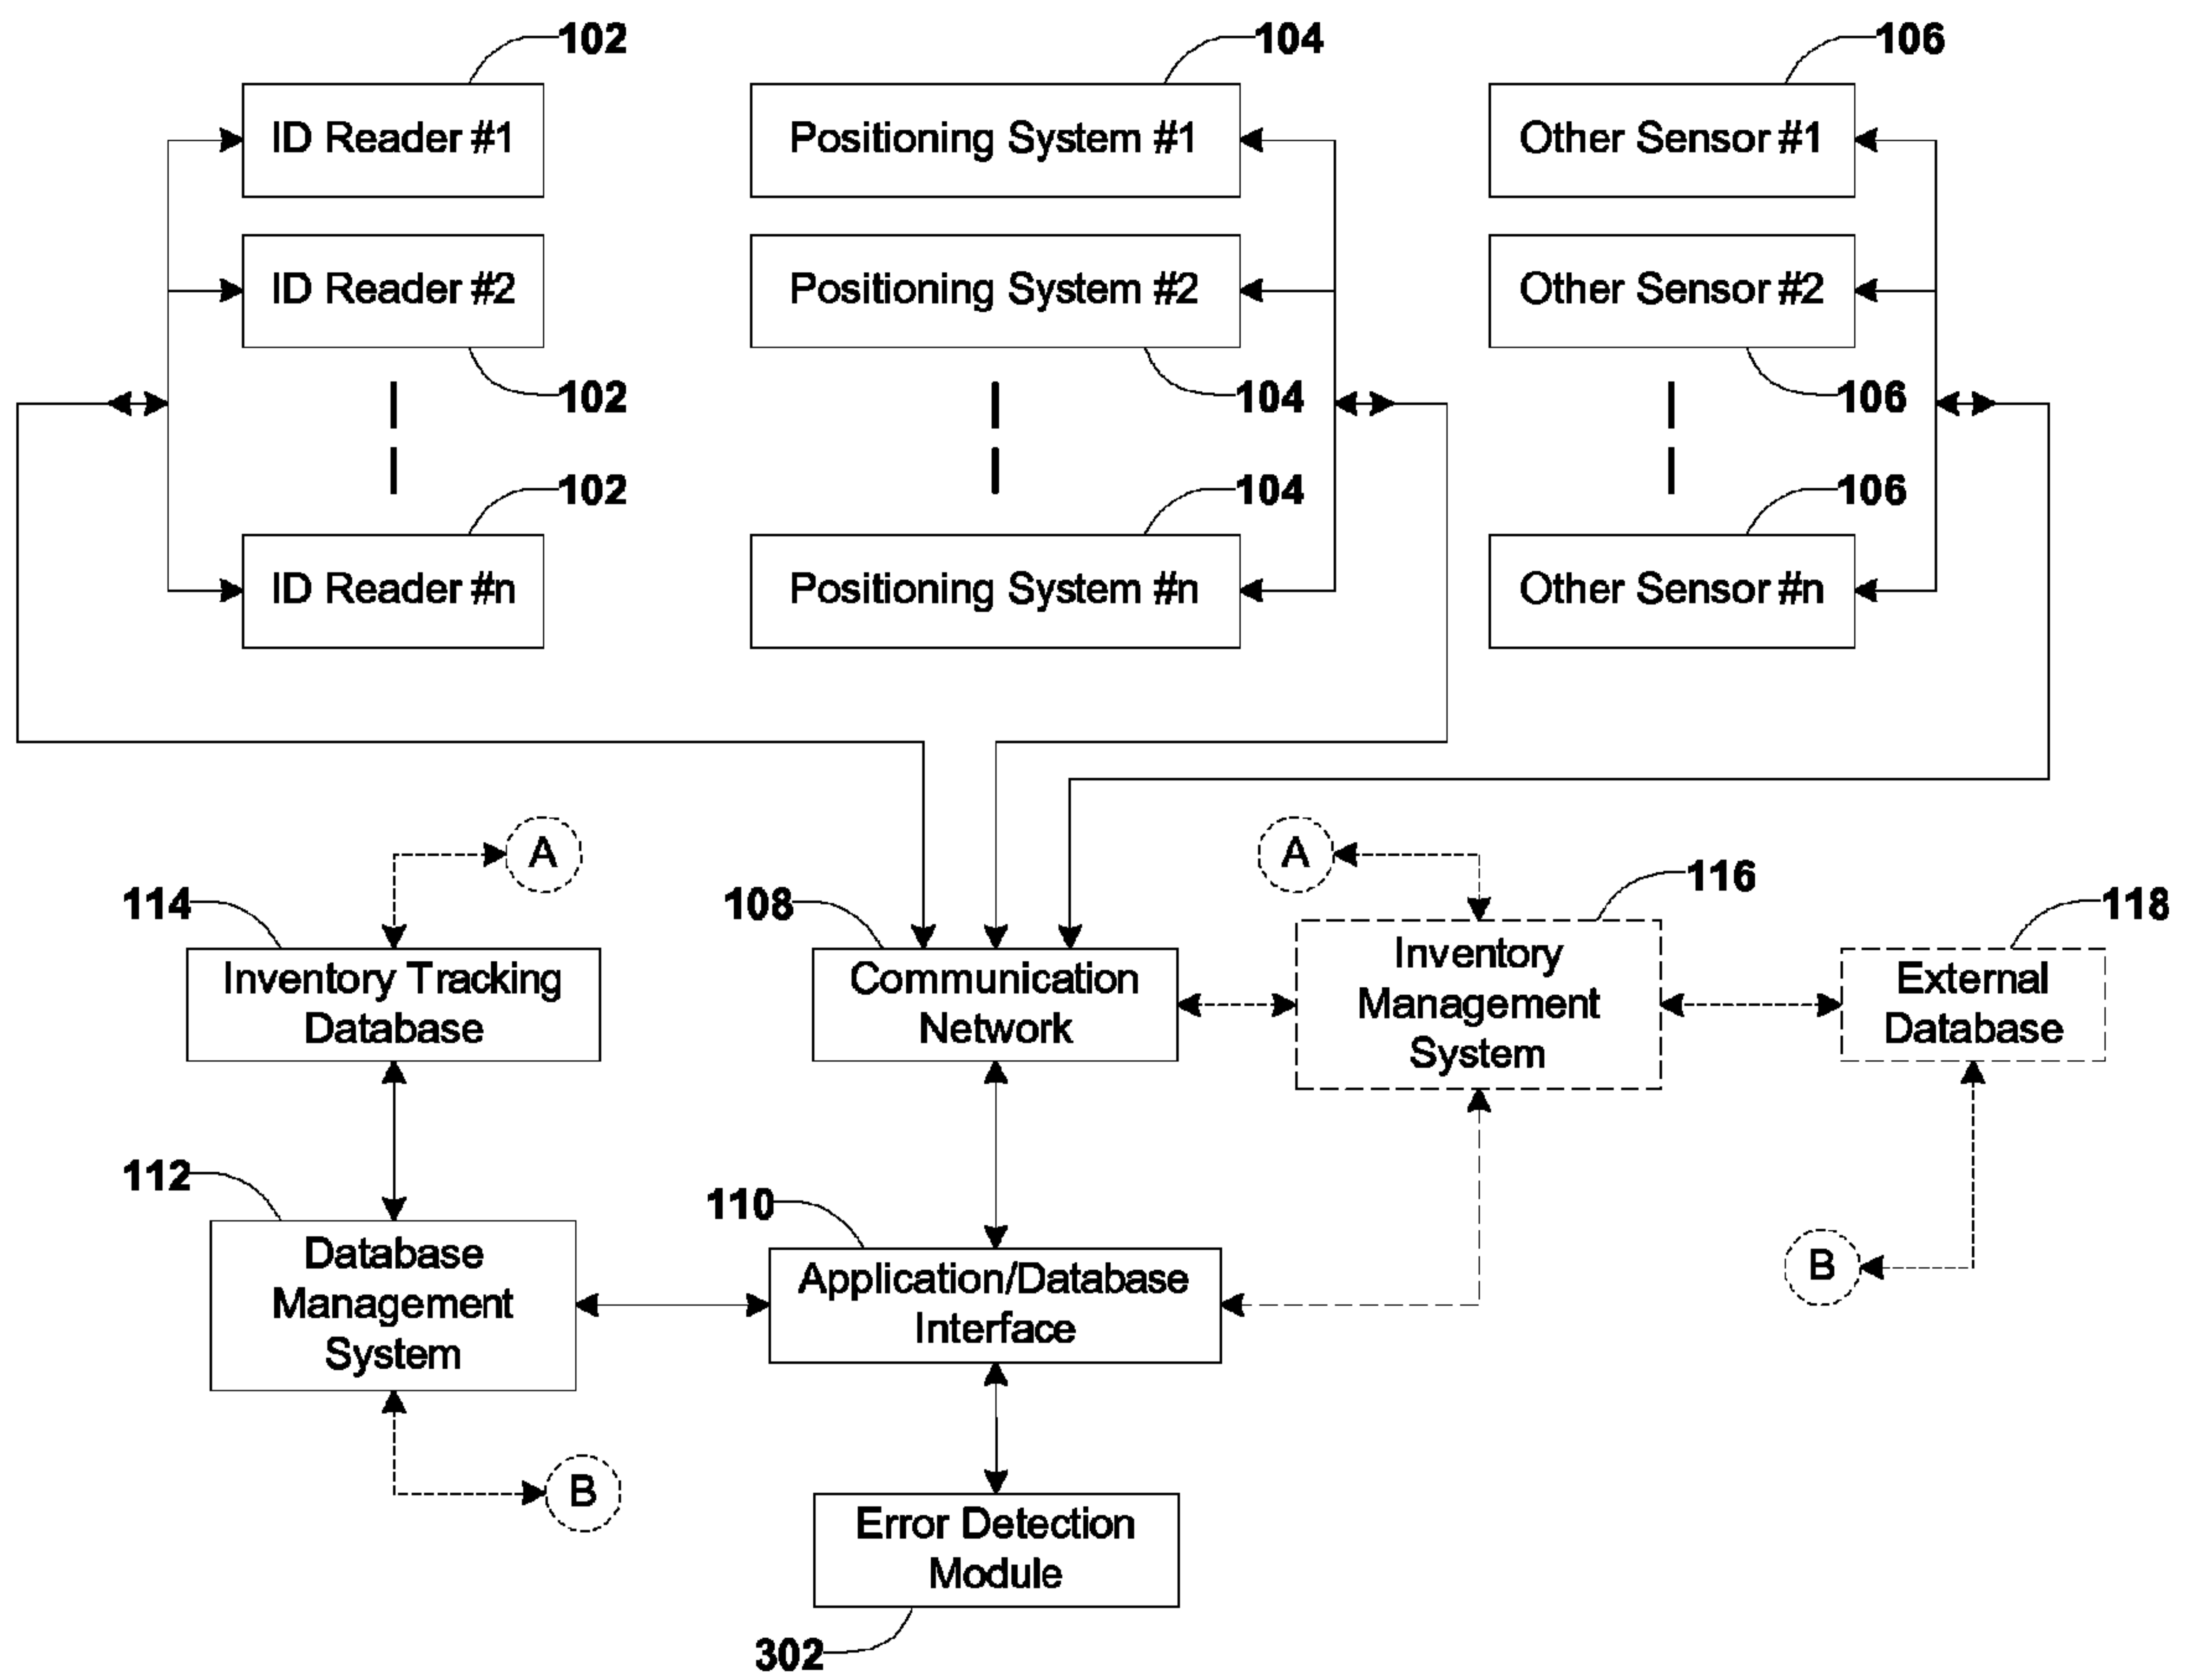 102
104
106
ID Reader #1
Positioning System #1
Other Sensor #1
ID Reader #2
Positioning System #2
Other Sensor #2
102
104
106
102
104
106
ID Reader #n
Positioning System #n
Other Sensor #n
A
A
116
114
108
118
Inventory Tracking
Database
Communication
Network
Inventory
Management
System
External
Database
112
110
Database
Management
System
Application/Database
Interface
B
B
Error Detection
Module
302